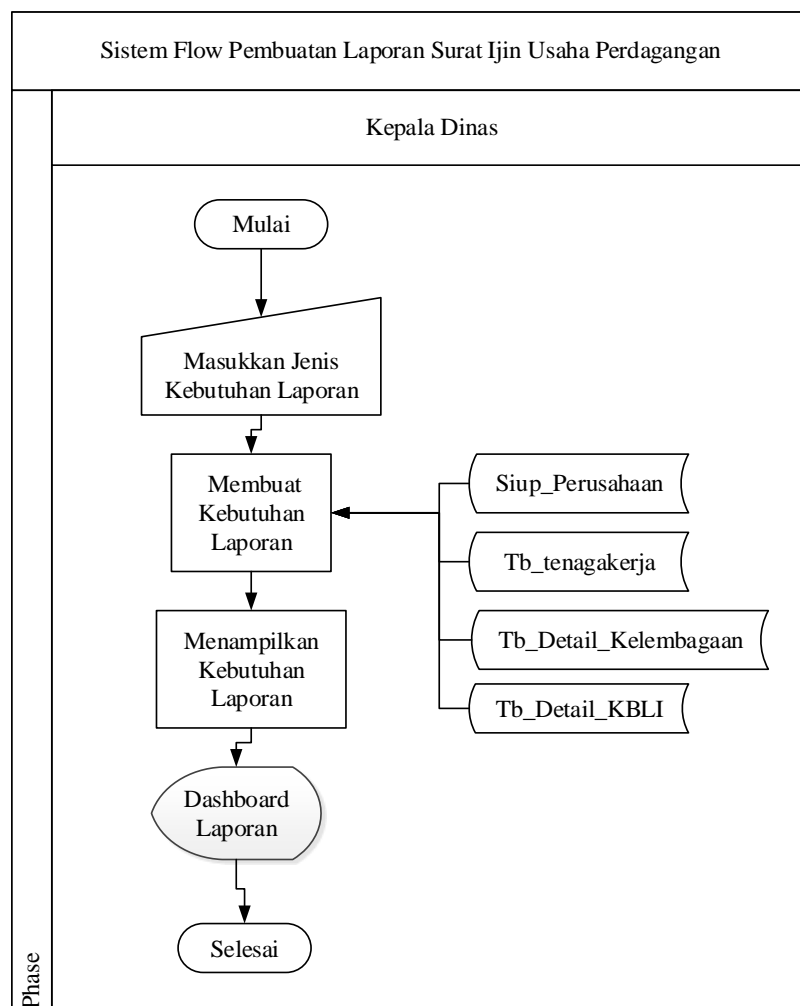 Sistem Flow Pembuatan Laporan Surat Ijin Usaha Perdagangan
Kepala Dinas
Mulai
Masukkan Jenis
Kebutuhan Laporan
Membuat
Kebutuhan
Laporan
Siup_Perusahaan
Tb_tenagakerja
Tb_Detail_Kelembagaan
Tb_Detail_KBLI
Menampilkan
Kebutuhan
Laporan
Dashboard
Laporan
Selesai
Phase